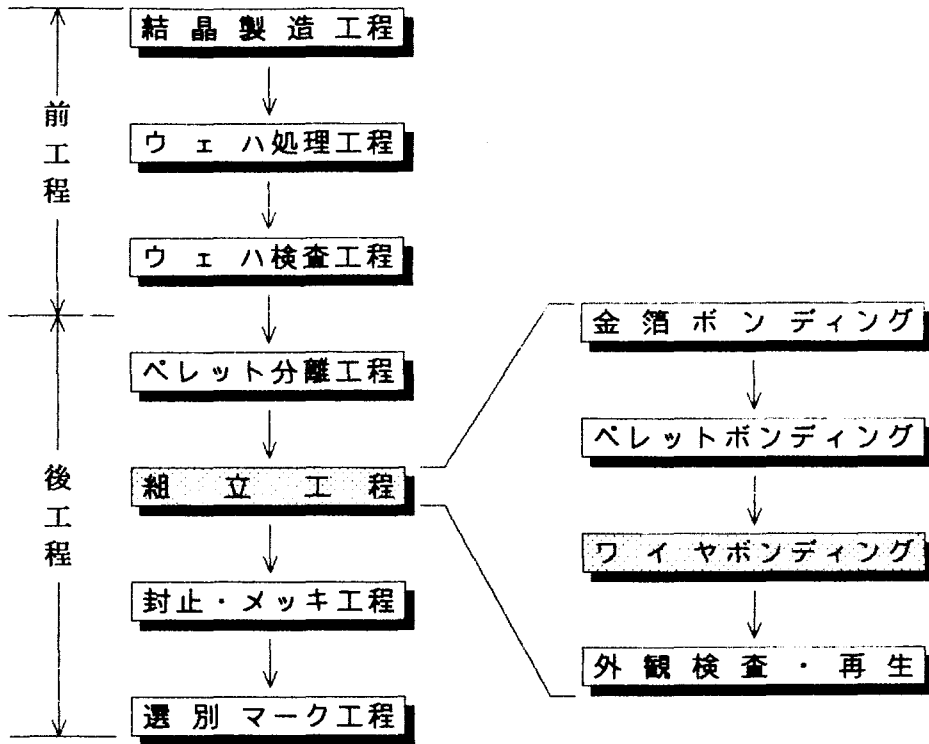 前工程
結晶製造工程
ウェハ処理工程
ウェハ検査工程
後工程
ペレット分離工程
組立工程
封止・メッキ工程
選別マーク工程
金箔ボンディング
ペレットボンディング
ワイヤボンディング
外観検査・再生